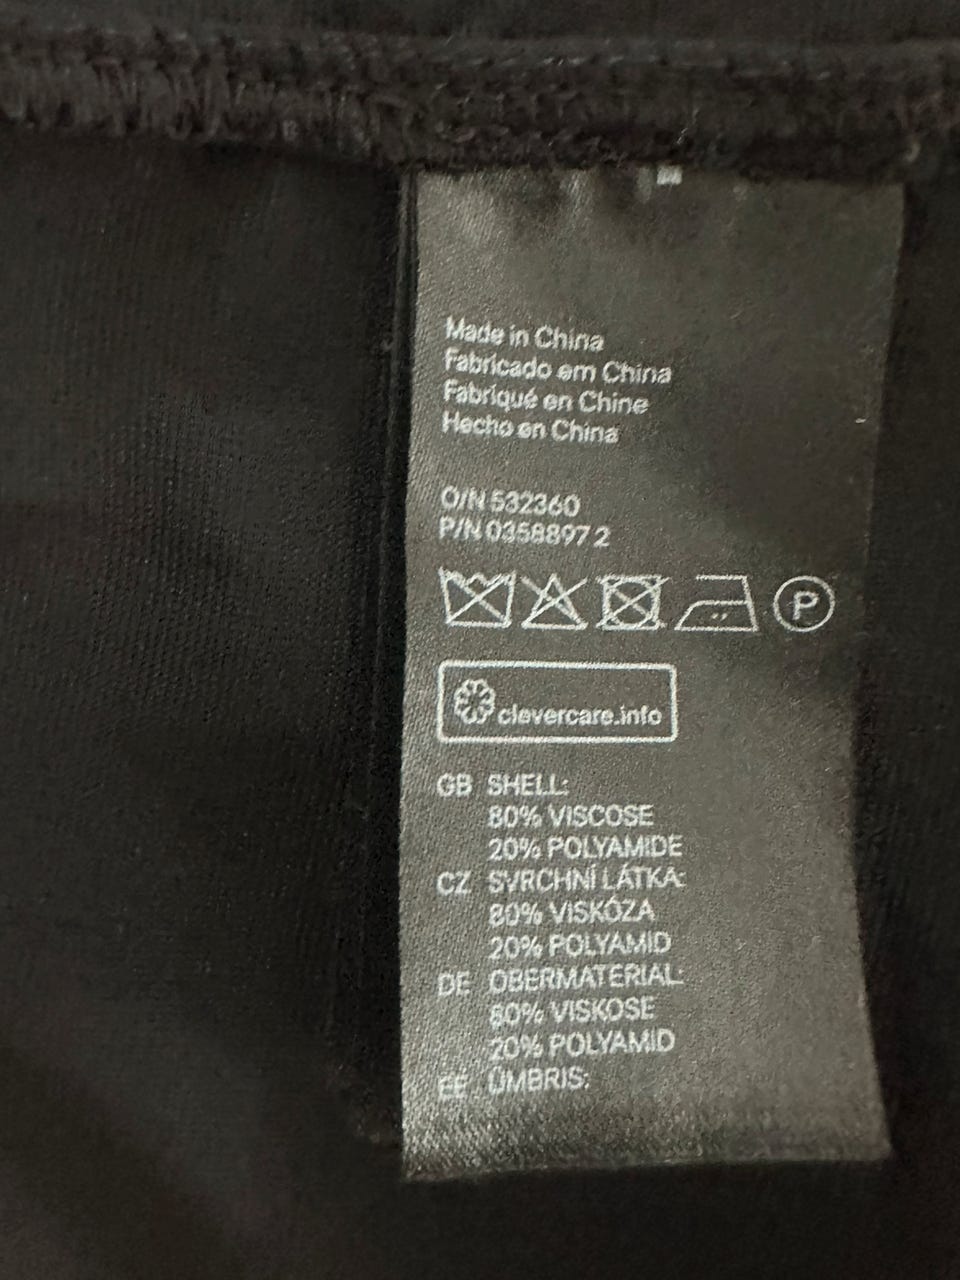 Made in China
Fabricado em China
Fabriqué en Chine
Hecho en China
O/N 532360
P/N 0358897 2
P
clevercare.info
GB SHELL:
80% VISCOSE
20% POLYAMIDE
CZ SVRCHNÍ LÁTKA:
80% VISKÓZA
20% POLYAMID
DE OBERMATERIAL:
80% VISKOSE
20% POLYAMID
EE ÜMBRIS: